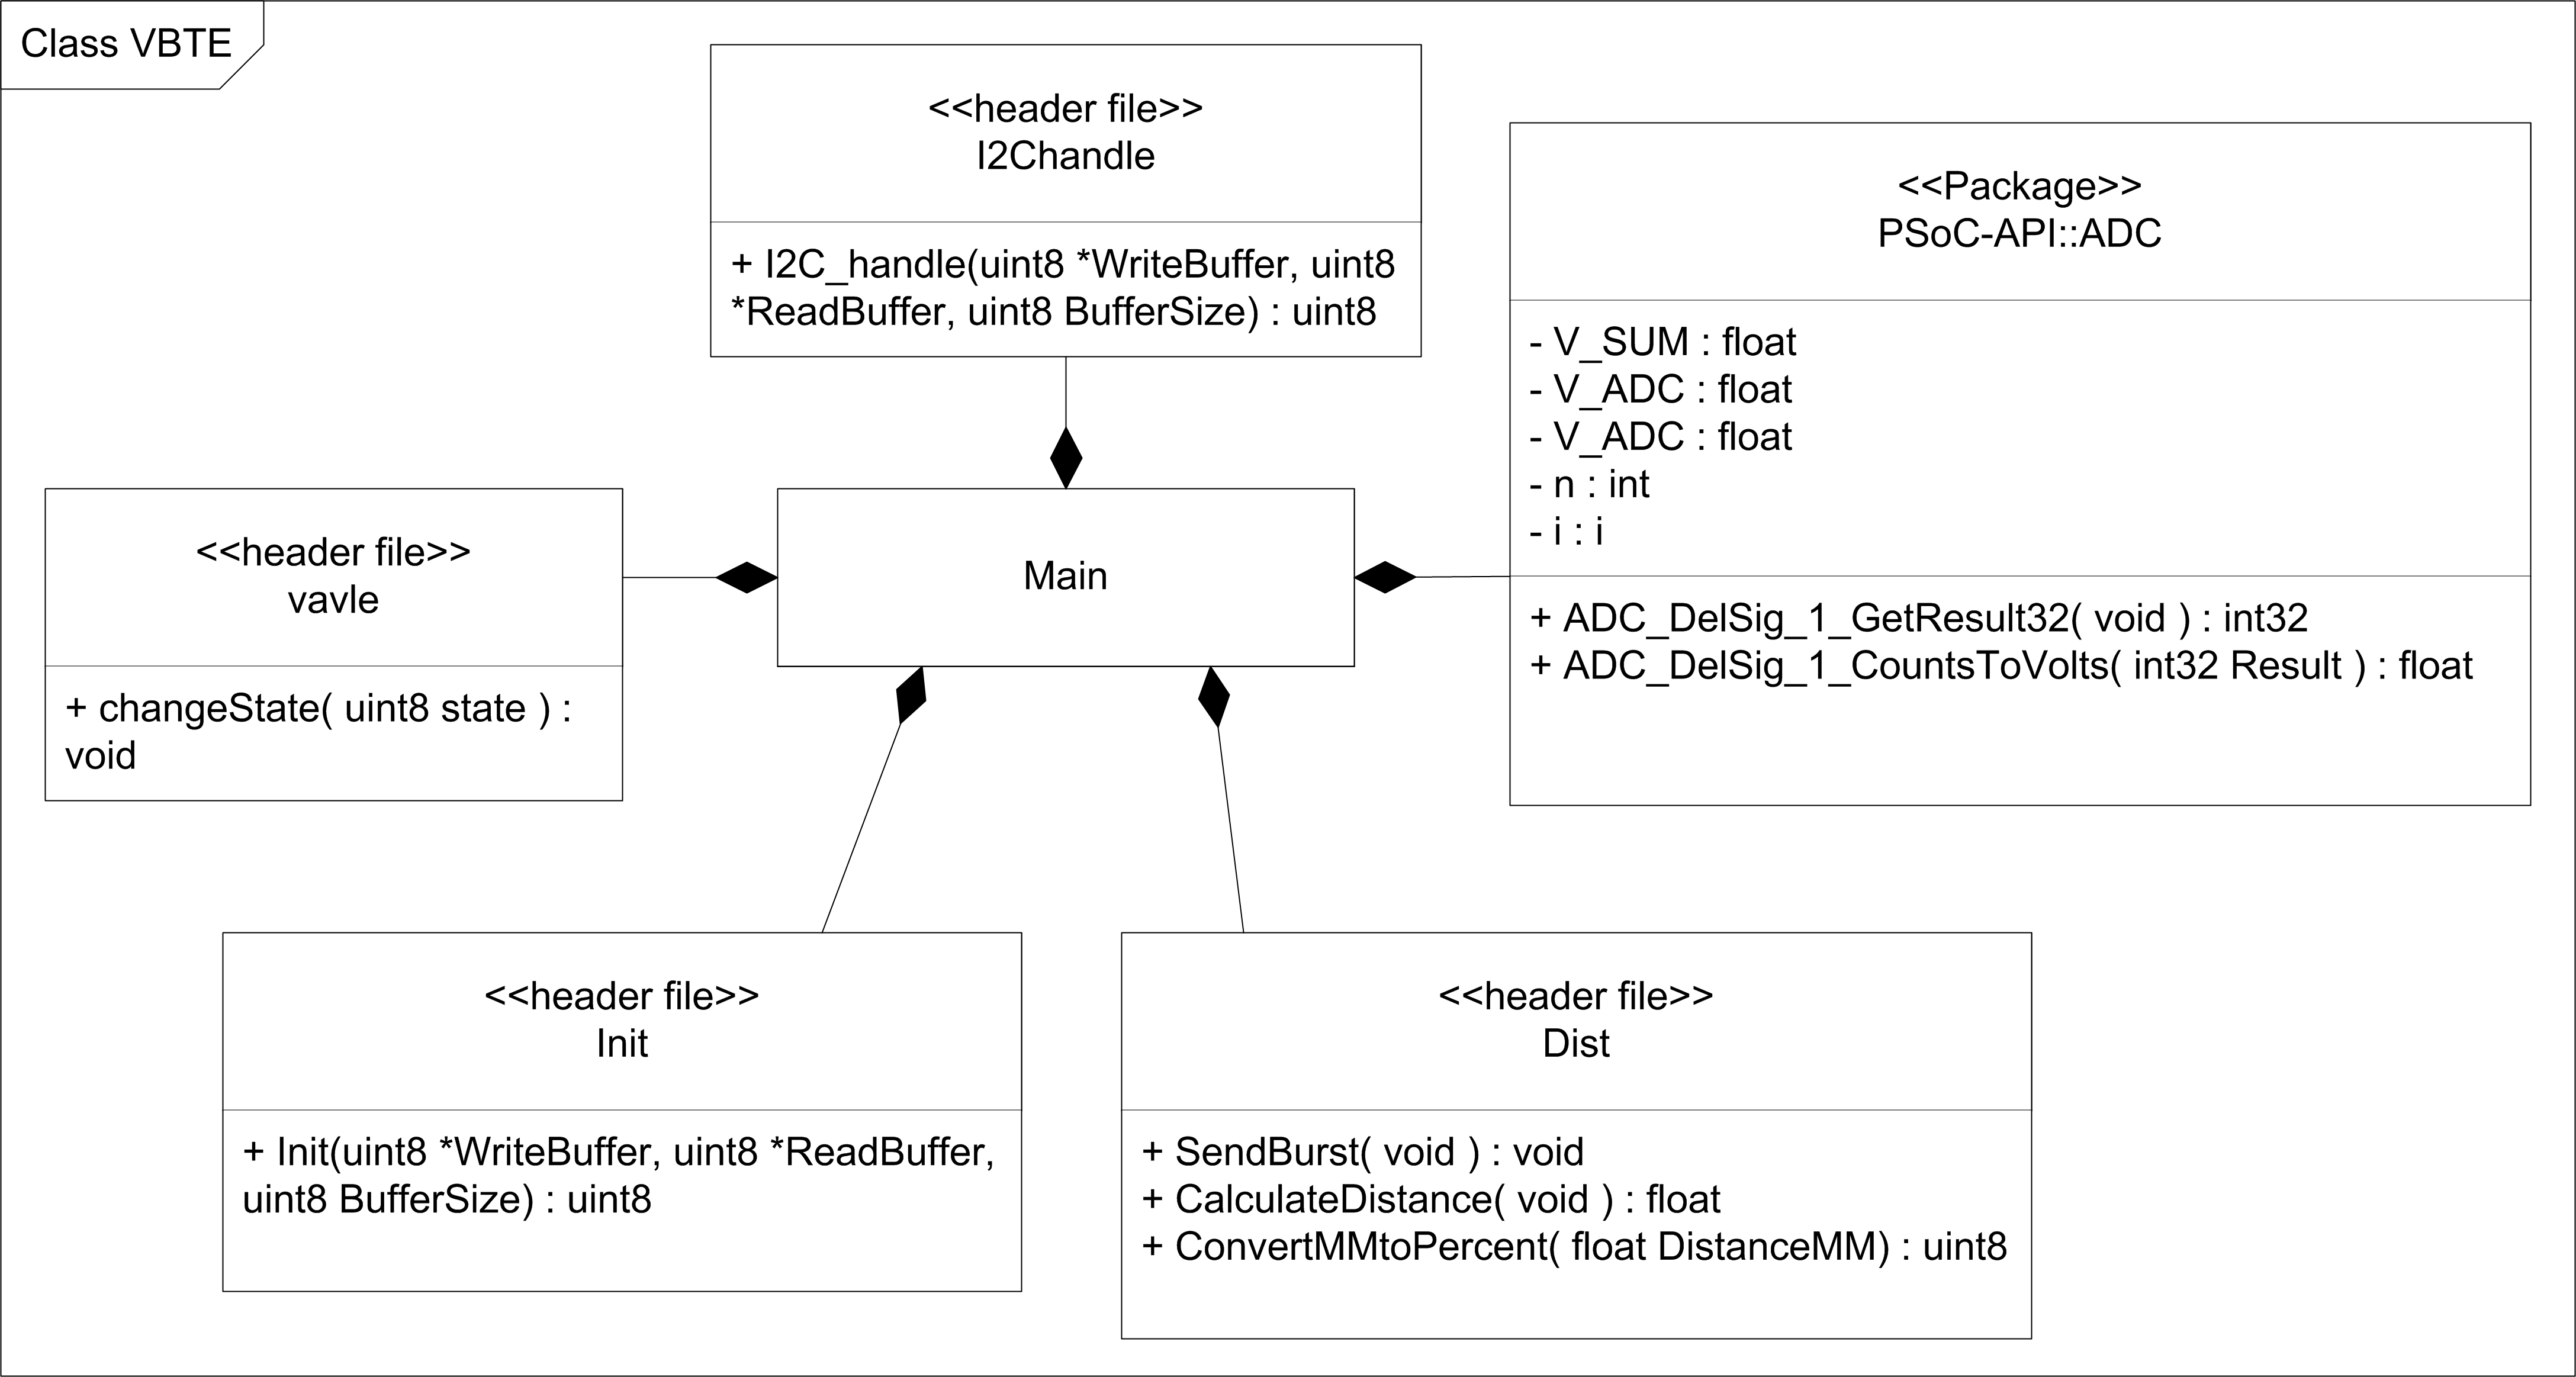 Class VBTE
<<header file>>
I2Chandle
+ I2C_handle(uint8 *WriteBuffer, uint8
*ReadBuffer, uint8 BufferSize) : uint8
<<Package>>
PSoC-API::ADC
- V_SUM : float
- V_ADC : float
- V_ADC : float
- n : int
- i : i
+ ADC_DelSig_1_GetResult32( void ) : int32
+ ADC_DelSig_1_CountsToVolts( int32 Result ) : float
<<header file>>
vavle
+ changeState( uint8 state ) :
void
Main
<<header file>>
Init
+ Init(uint8 *WriteBuffer, uint8 *ReadBuffer,
uint8 BufferSize) : uint8
<<header file>>
Dist
+ SendBurst( void ) : void
+ CalculateDistance( void ) : float
+ ConvertMMtoPercent( float DistanceMM) : uint8